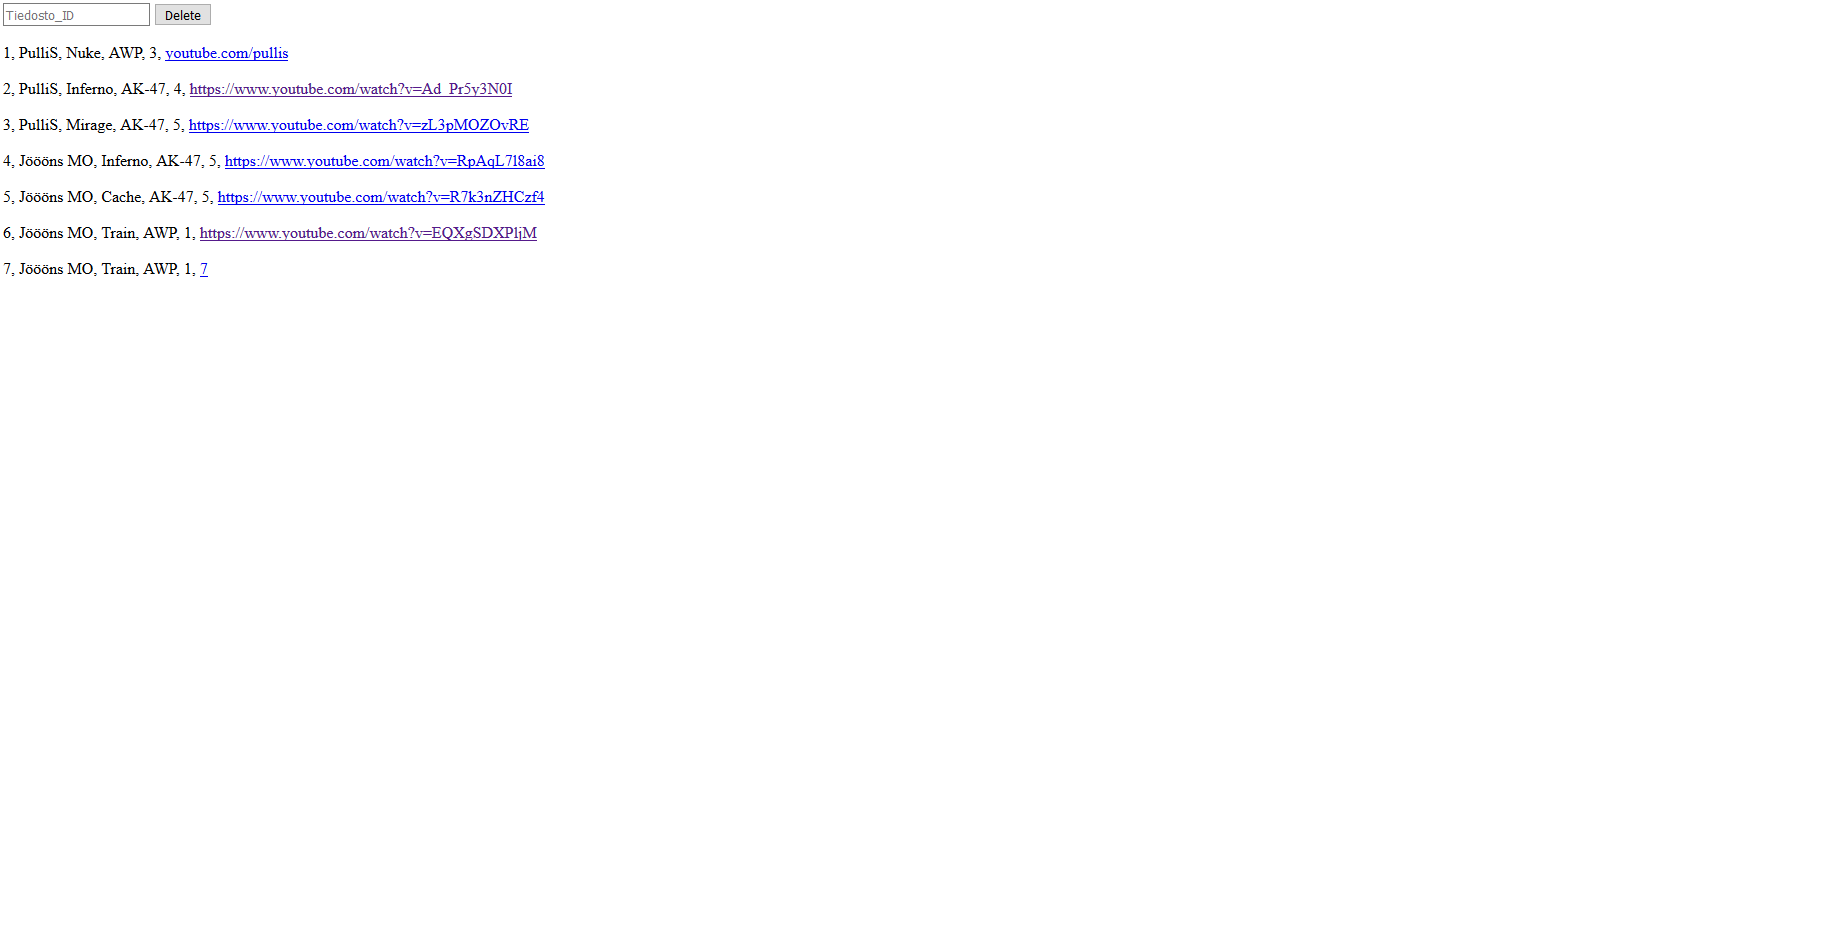 Tiedosto_ID Delete
1, PulliS, Nuke, AWP, 3, youtube.com/pullis
2, PulliS, Inferno, AK-47, 4, https://www.youtube.com/watch?v=Ad_Pr5y3N0I
3, PulliS, Mirage, AK-47, 5, https://www.youtube.com/watch?v=zL3pMOZOvRE
4, Jöööns MO, Inferno, AK-47, 5, https://www.youtube.com/watch?v=RpAqL7l8ai8
5, Jöööns MO, Cache, AK-47, 5, https://www.youtube.com/watch?v=R7k3nZHCzf4
6, Jöööns MO, Train, AWP, 1, https://www.youtube.com/watch?v=EQXgSDXPljM
7, Jöööns MO, Train, AWP, 1, 7